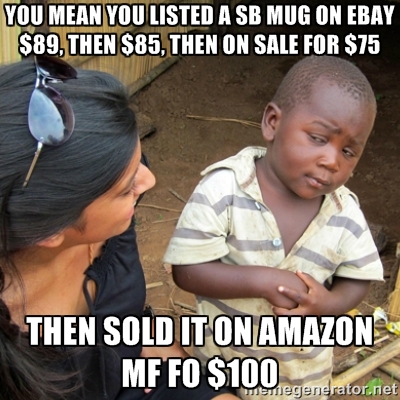 YOU MEAN YOU LISTED A SB MUG ON EBAY
$89, THEN $85, THEN ON SALE FOR $75
THEN SOLD IT ON AMAZON
MF FO $100
memegenerator.net